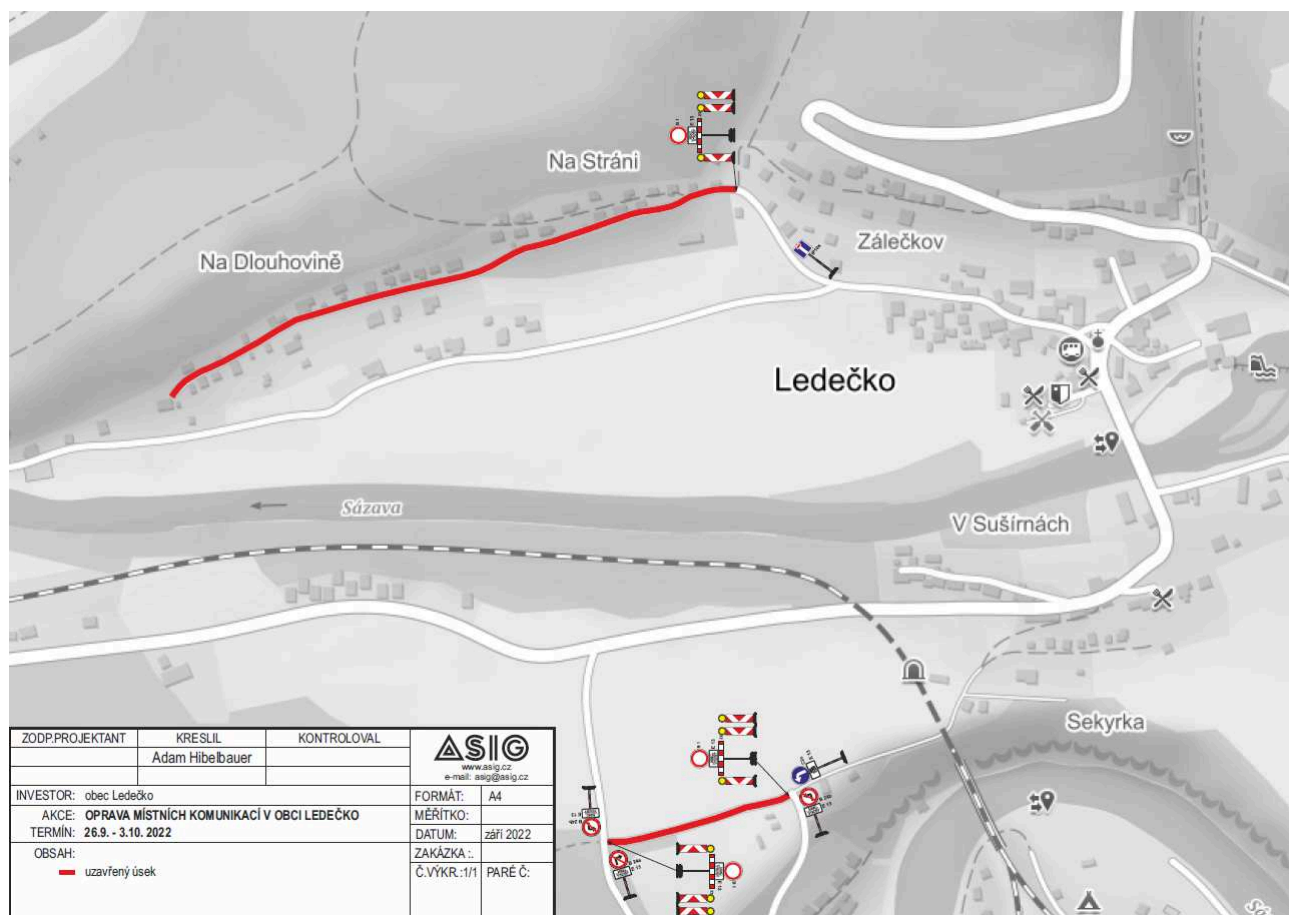 Na Stráni
Zálečkov
Na Dlouhovině
Ledečko
Sázava
V Sušírnách
Sekyrka
ZODP.PROJEKTANT KRESLIL KONTROLOVAL
Adam Hibelbauer
ASIG
www.asig.cz
e-mail: asig@asig.cz
INVESTOR: obec Ledečko
FORMÁT: A4
AKCE: OPRAVA MÍSTNÍCH KOMUNIKACÍ V OBCI LEDEČKO
MĚŘÍTKO:
TERMÍN: 26.9. - 3.10. 2022
DATUM: září 2022
OBSAH:
ZAKÁZKA :.
uzavřený úsek
Č.VÝKR.:1/1 PARÉ Č: